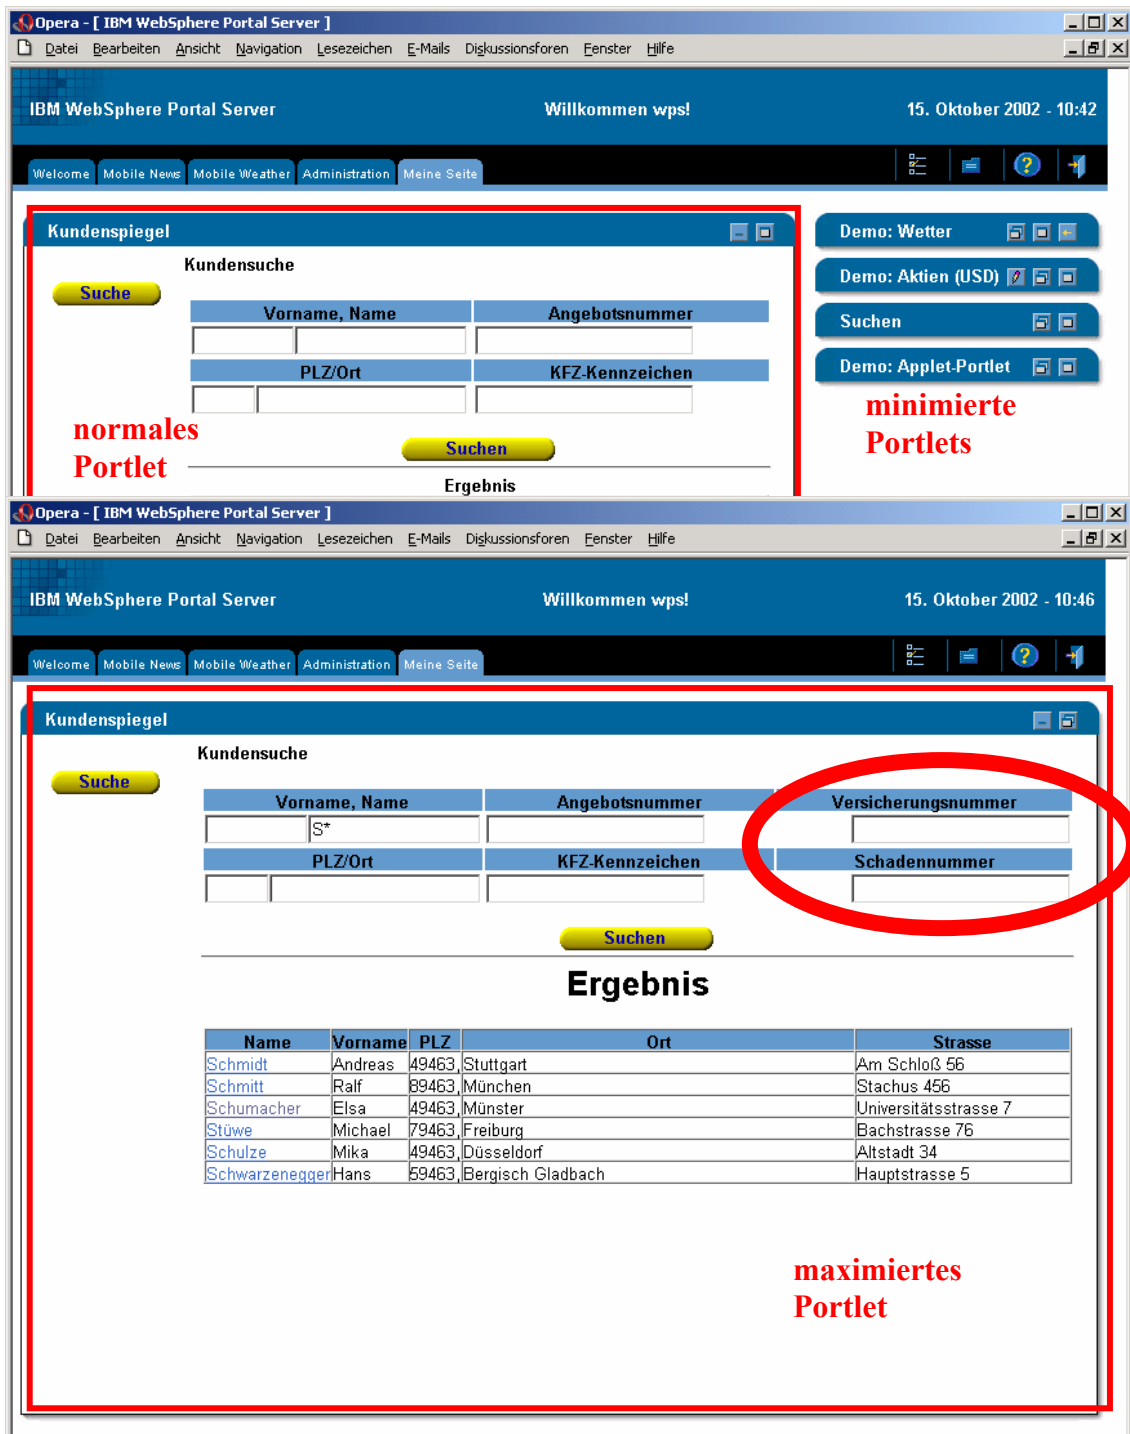 Opera - [ IBM WebSphere Portal Server ]
Datei Bearbeiten Ansicht Navigation Lesezeichen E-Mails Diskussionsforen Fenster Hilfe
IBM WebSphere Portal Server Willkommen wps! 15. Oktober 2002 - 10:42
Welcome Mobile News Mobile Weather Administration Meine Seite
Kundenspiegel
Kundensuche
Suche
Vorname, Name Angebotsnummer
PLZ/Ort KFZ-Kennzeichen
Suchen
Ergebnis
normales
Portlet
Demo: Wetter
Demo: Aktien (USD)
Suchen
Demo: Applet-Portlet
minimierte
Portlets
Opera - [ IBM WebSphere Portal Server ]
Datei Bearbeiten Ansicht Navigation Lesezeichen E-Mails Diskussionsforen Fenster Hilfe
IBM WebSphere Portal Server Willkommen wps! 15. Oktober 2002 - 10:46
Welcome Mobile News Mobile Weather Administration Meine Seite
Kundenspiegel
Kundensuche
Suche
Vorname, Name Angebotsnummer Versicherungsnummer
S*
PLZ/Ort KFZ-Kennzeichen Schadennummer
Suchen
Ergebnis
Name Vorname PLZ Ort Strasse
Schmidt Andreas 49463, Stuttgart Am Schloß 56
Schmitt Ralf 89463, München Stachus 456
Schumacher Elsa 49463, Münster Universitätsstrasse 7
Stüwe Michael 79463, Freiburg Bachstrasse 76
Schulze Mika 49463, Düsseldorf Altstadt 34
Schwarzenegger Hans 59463, Bergisch Gladbach Hauptstrasse 5
maximiertes
Portlet